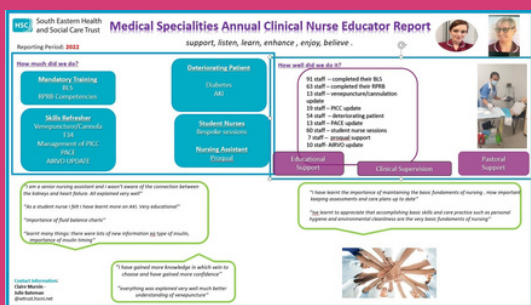 HSC South Eastern Health
and Social Care Trust
Medical Specialities Annual Clinical Nurse Educator Report
support, listen, learn, enhance , enjoy, believe .
Reporting Period: 2022
How much did we do?
Mandatory Training
BLS
RPRB Competencies
Skills Refresher
Venepuncture/Cannula
T34
Management of PICC
PACE
AIRVO UPDATE
Deteriorating Patient
Diabetes
AKI
Student Nurses
Bespoke sessions
Nursing Assistant
Proqual
How well did we do it?
91 staff – completed their BLS
63 staff – completed their RPRB
13 staff – venepuncture/cannulation
update
19 staff – PICC update
54 staff – deteriorating patient
13 staff – PACE update
60 staff – student nurse sessions
7 staff – proqual support
10 staff- AIRVO update
Educational
Support
Clinical Supervision
Pastoral
Support
"I am a senior nursing assistant and I wasn't aware of the connection
between the kidneys and heart failure. All explained very well"
"As a student nurse I felt I have learnt more on AKI. Very educational"
"Importance of fluid balance charts"
"learnt many things: there were lots of new information eg type of insulin,
importance of insulin timing"
"I have gained more knowledge in which vein to
choose and have gained more confidence"
"everything was explained very well much better
understanding of venepuncture"
"I have learnt the importance of maintaining the basic fundamentals of nursing . How important
keeping assessments and care plans up to date"
"ive learnt to appreciate that accomplishing basic skills and care practice such as personal
hygiene and environmental cleanliness are the very basic fundaments of nursing"
Contact Information:
Claire Mursin -
Julie Bateman
@setrust.hscni.net